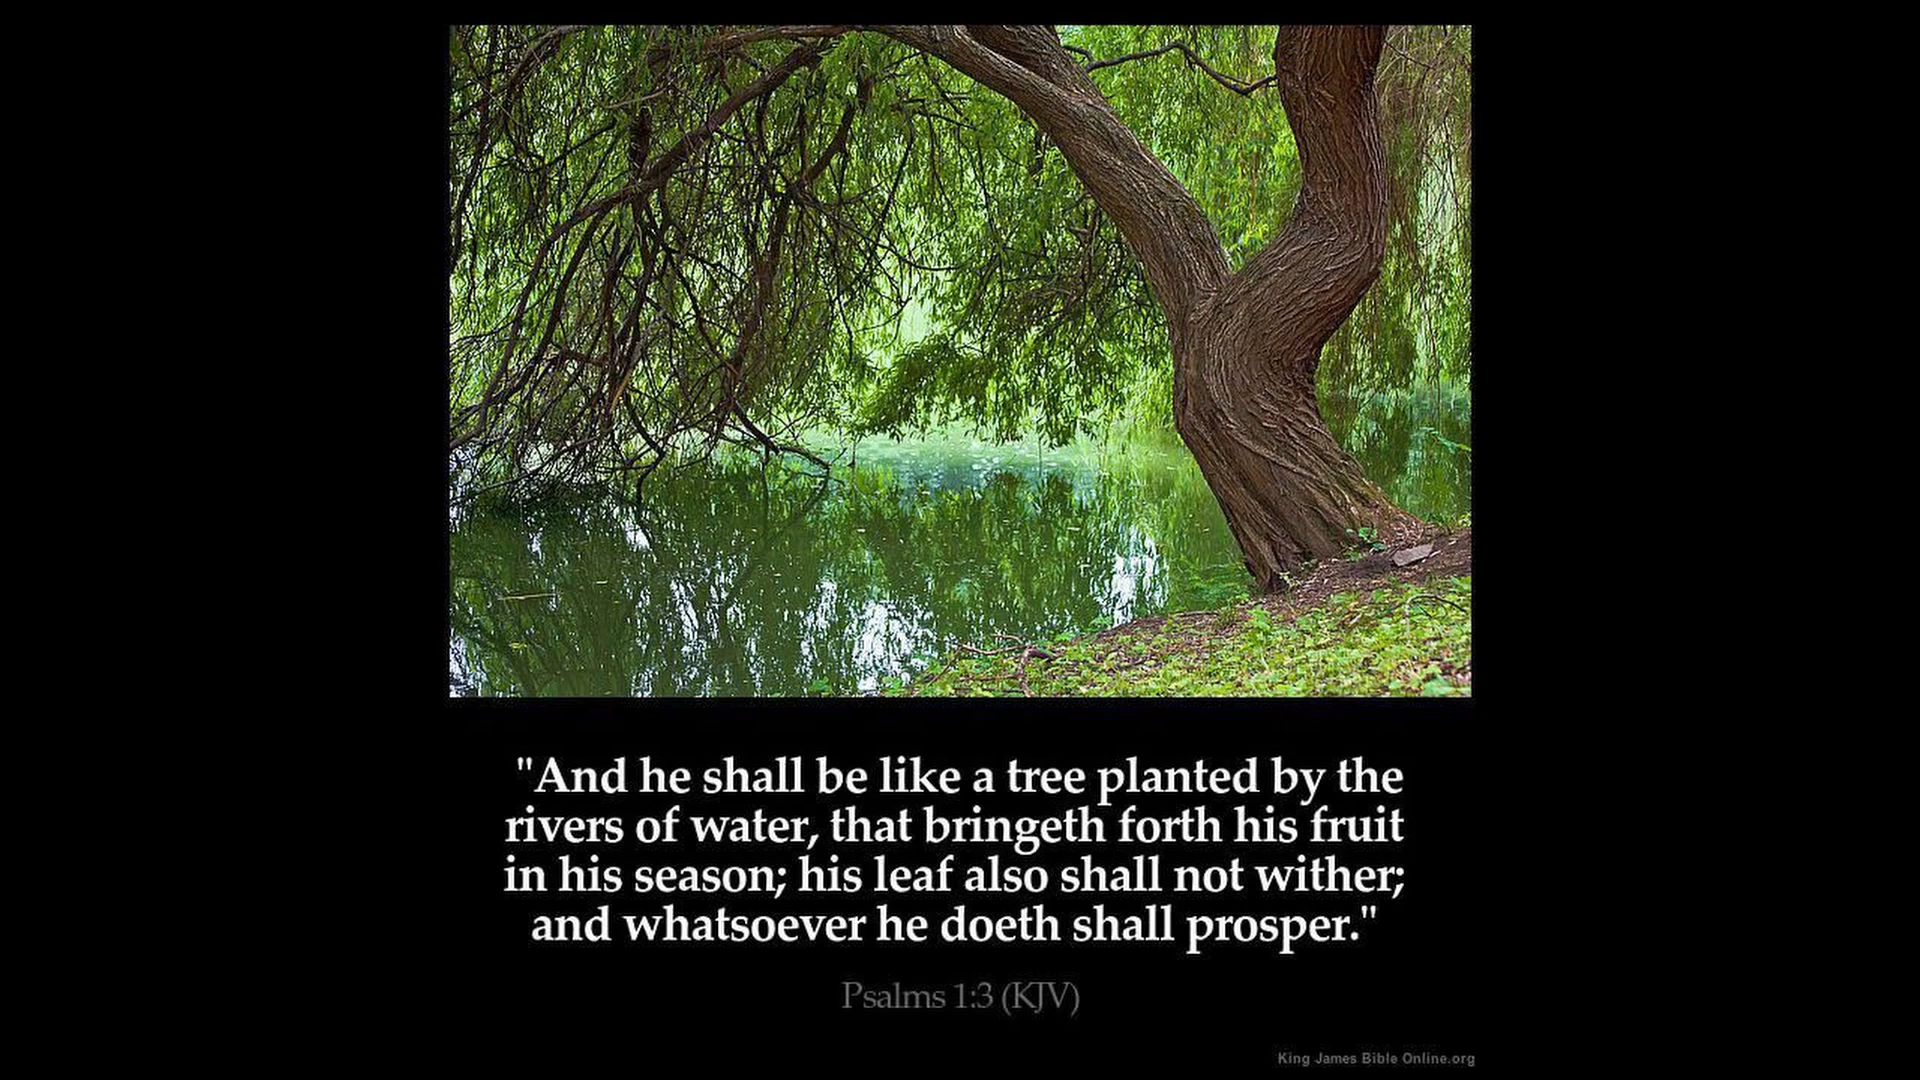 "And he shall be like a tree planted by the
rivers of water, that bringeth forth his fruit
in his season; his leaf also shall not wither;
and whatsoever he doeth shall prosper."
Psalms 1:3 (KJV)
King James Bible Online.org